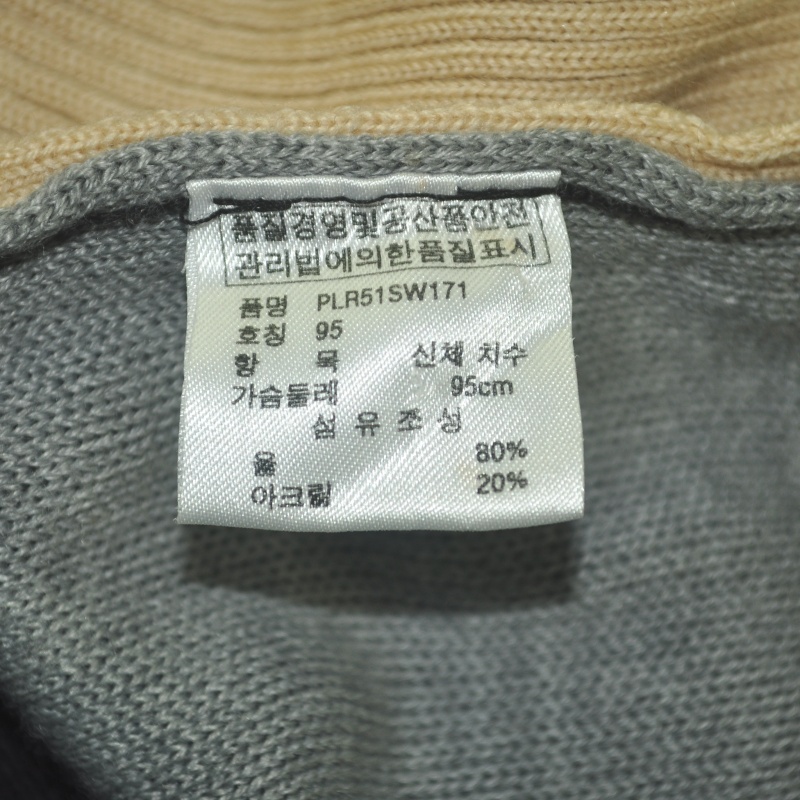 품질경영및공산품안전
관리법에의한품질표시
품명 PLR51SW171
호칭 95
항 목 신체 치수
가슴둘레 95cm
섬유조성
울 80%
아크릴 20%